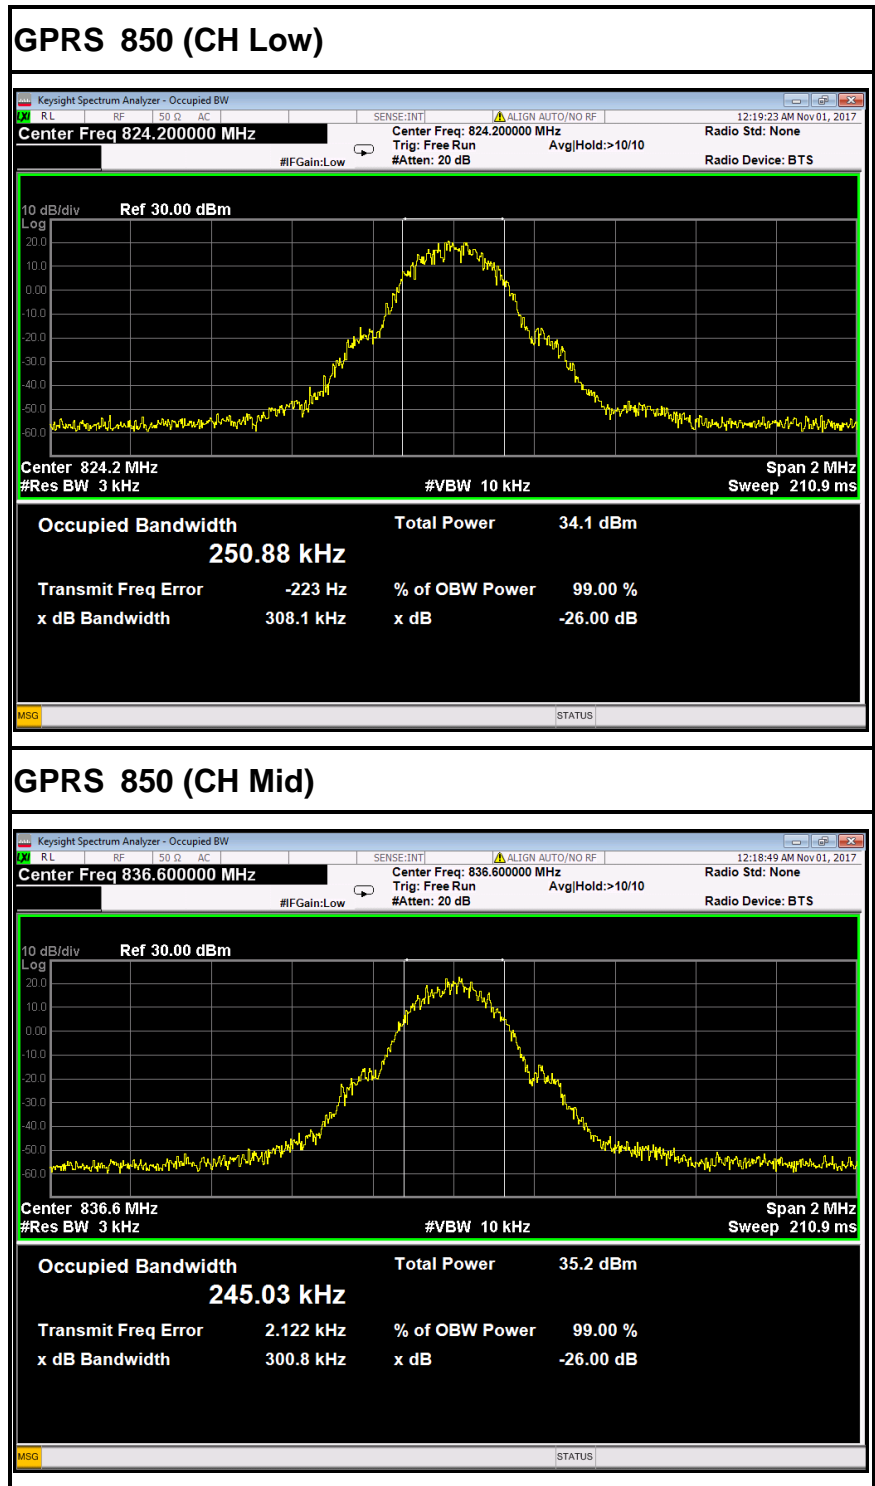 GPRS 850 (CH Low)
Keysight Spectrum Analyzer - Occupied BW
LXI RL RF 50 Ω AC SENSE:INT ALIGN AUTO/NO RF 12:19:23 AM Nov 01, 2017
Center Freq 824.200000 MHz Center Freq: 824.200000 MHz Radio Std: None
Trig: Free Run Avg|Hold:>10/10
#IFGain:Low #Atten: 20 dB Radio Device: BTS
10 dB/div Ref 30.00 dBm
Log
20.0
10.0
0.00
-10.0
-20.0
-30.0
-40.0
-50.0
-60.0
Center 824.2 MHz Span 2 MHz
#Res BW 3 kHz #VBW 10 kHz Sweep 210.9 ms
Occupied Bandwidth Total Power 34.1 dBm
250.88 kHz
Transmit Freq Error -223 Hz % of OBW Power 99.00 %
x dB Bandwidth 308.1 kHz x dB -26.00 dB
MSG STATUS
GPRS 850 (CH Mid)
Keysight Spectrum Analyzer - Occupied BW
LXI RL RF 50 Ω AC SENSE:INT ALIGN AUTO/NO RF 12:18:49 AM Nov 01, 2017
Center Freq 836.600000 MHz Center Freq: 836.600000 MHz Radio Std: None
Trig: Free Run Avg|Hold:>10/10
#IFGain:Low #Atten: 20 dB Radio Device: BTS
10 dB/div Ref 30.00 dBm
Log
20.0
10.0
0.00
-10.0
-20.0
-30.0
-40.0
-50.0
-60.0
Center 836.6 MHz Span 2 MHz
#Res BW 3 kHz #VBW 10 kHz Sweep 210.9 ms
Occupied Bandwidth Total Power 35.2 dBm
245.03 kHz
Transmit Freq Error 2.122 kHz % of OBW Power 99.00 %
x dB Bandwidth 300.8 kHz x dB -26.00 dB
MSG STATUS